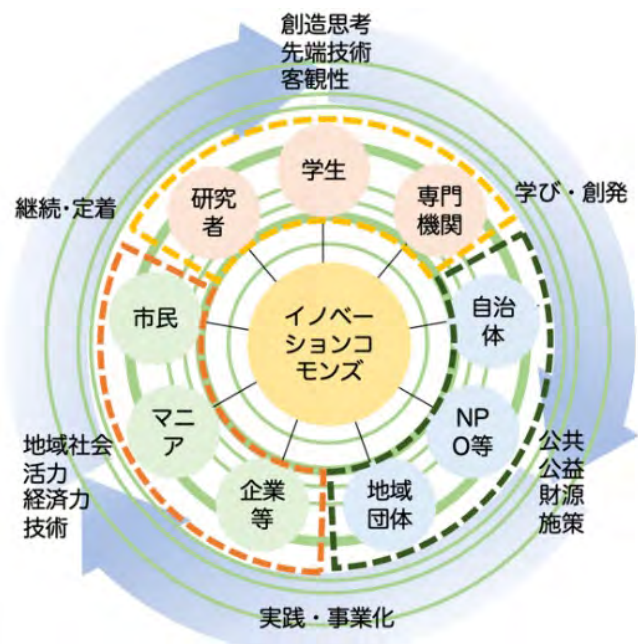 創造思考
先端技術
客観性
学生
研究
者
専門
機関
継続・定着
学び・創発
市民
イノベー
ションコ
モンズ
自治
体
マニ
ア
NP
O等
地域社会
活力
経済力
技術
企業
等
地域
団体
公共
公益
財源
施策
実践・事業化